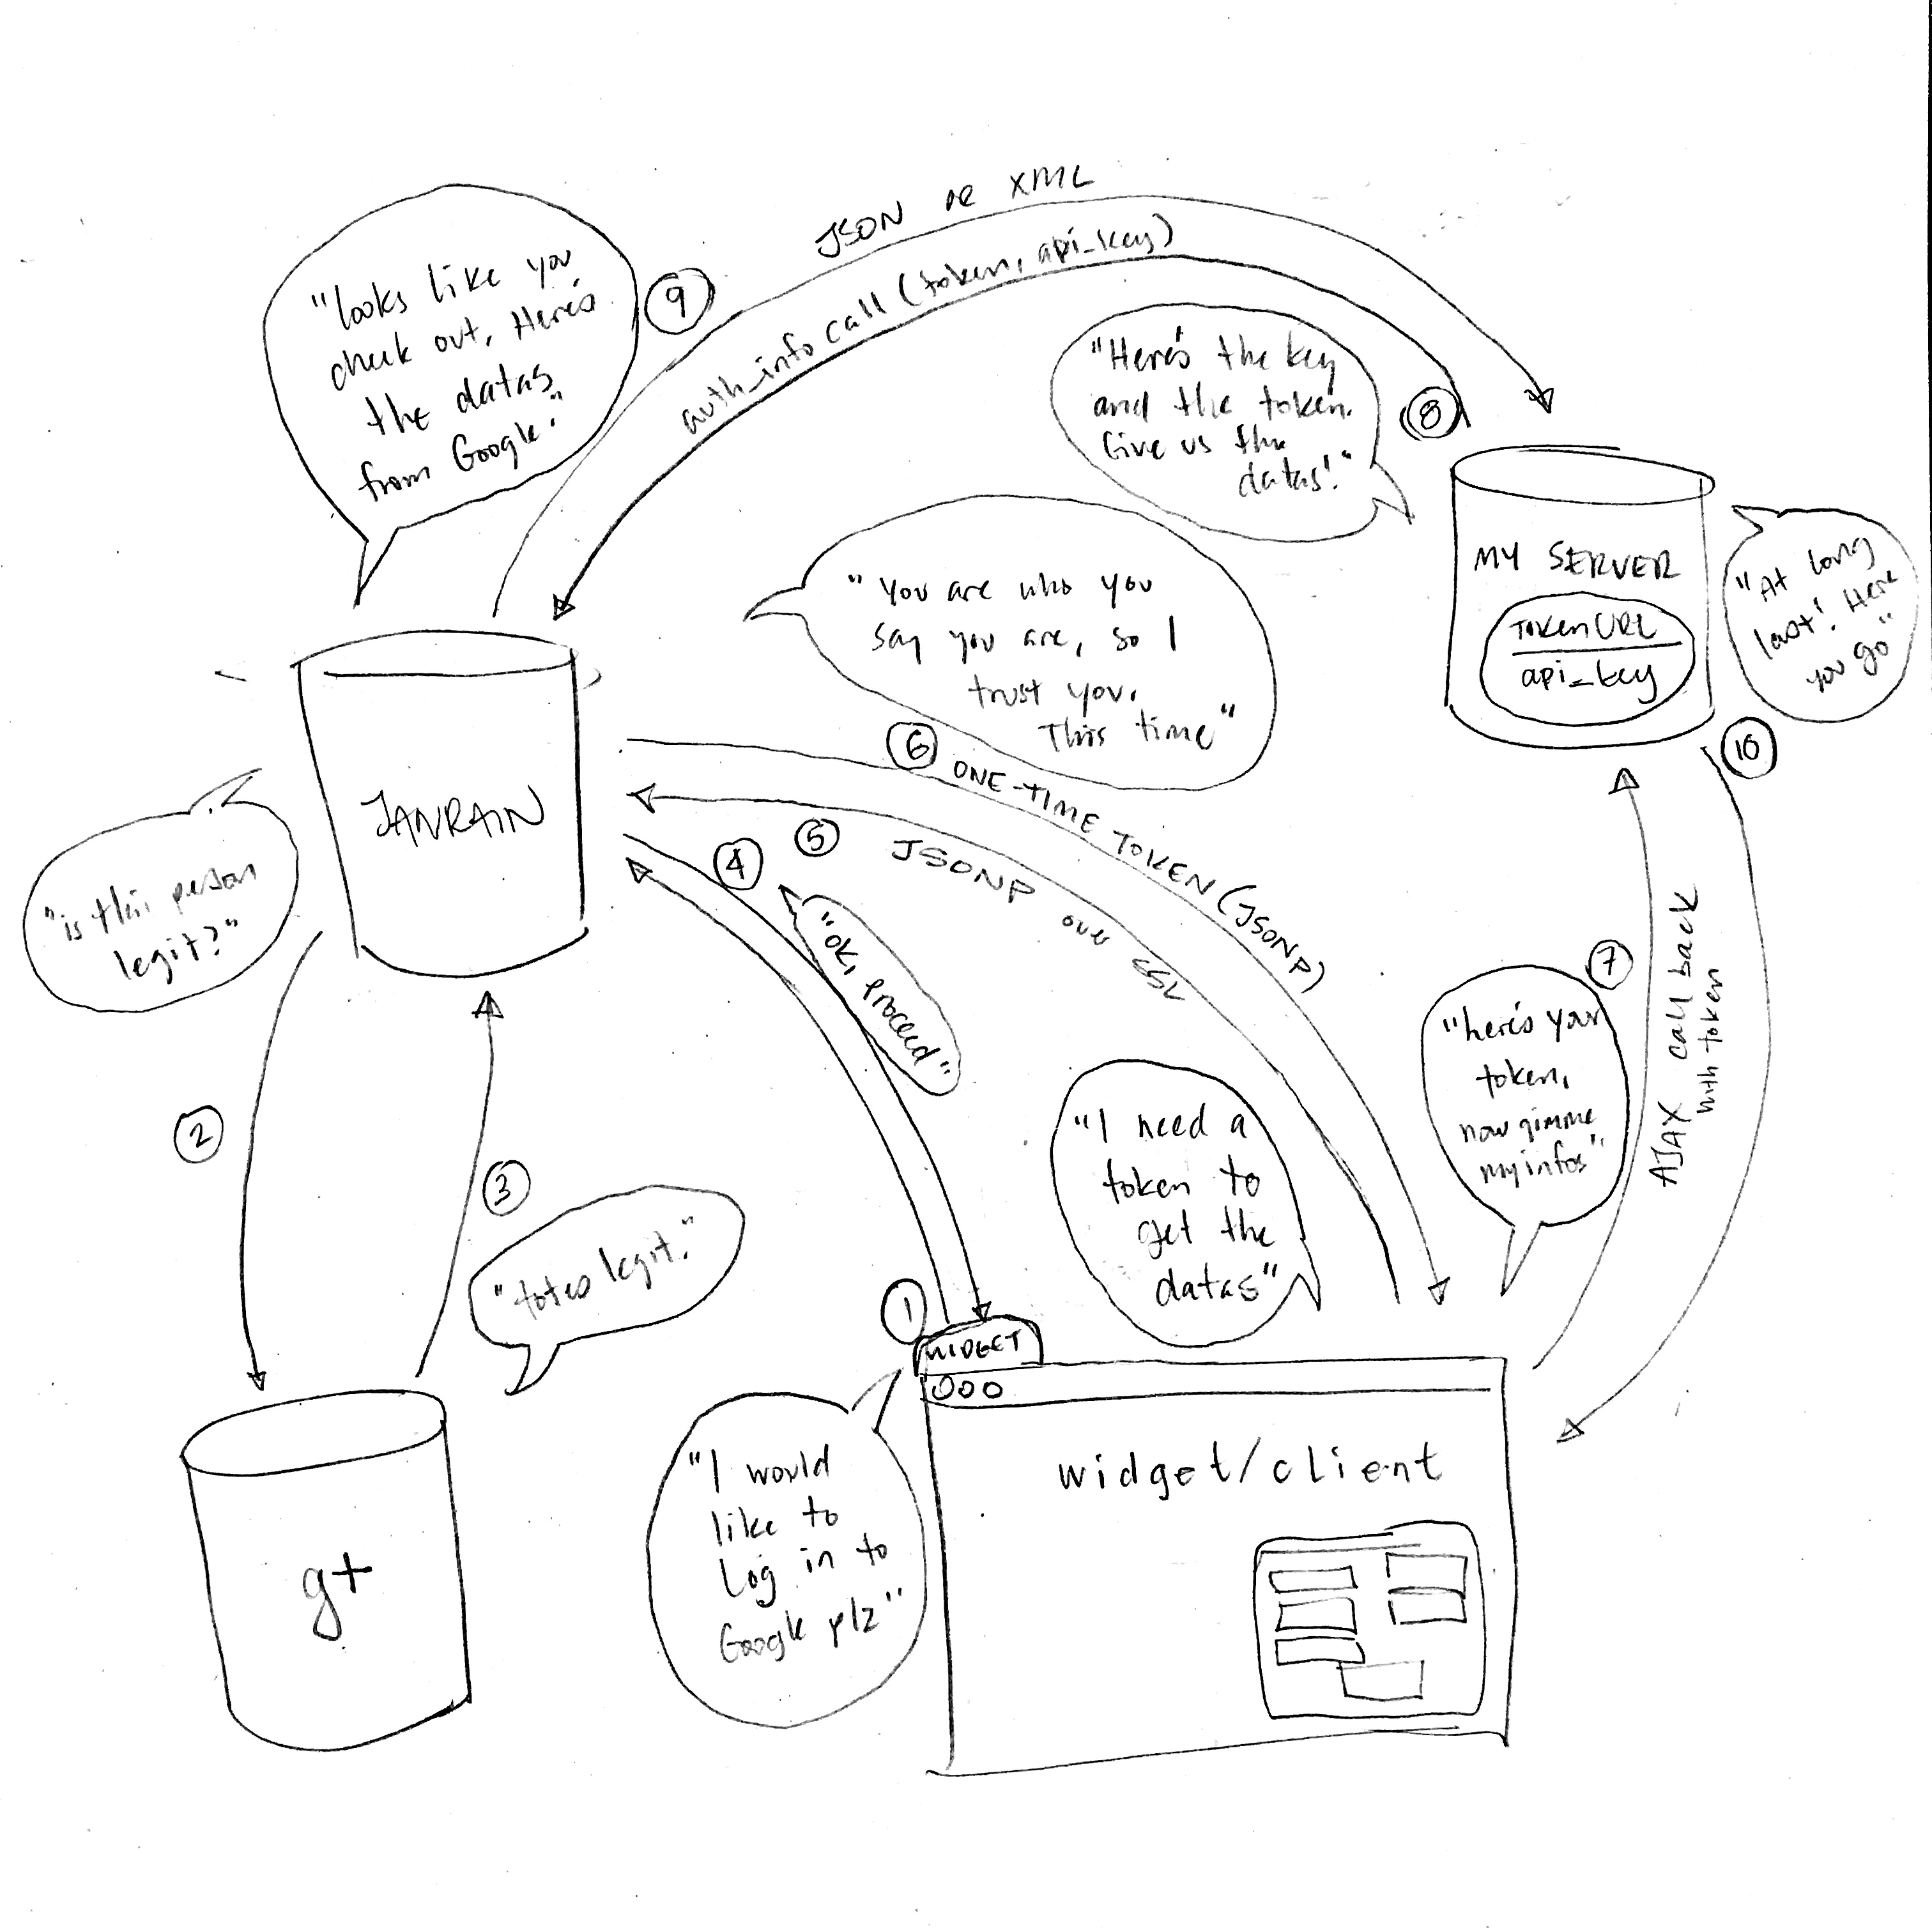 JSON or XML
auth_info call (token, api_key)
9
"looks like you
check out. Here's
the datas
from Google."
"Here's the key
and the token.
Give us the
datas!"
8
MY SERVER
TOKEN URL
api_key
"At long
last! Here
you go"
10
"You are who you
say you are, so I
trust you.
This time"
6
ONE-TIME TOKEN (JSONP)
JANRAIN
5
JSONP over SSL
4
"ok, proceed"
"is this person
legit?"
2
3
"totes legit."
7
"here's your
token,
now gimme
my infos"
AJAX call back
with token
"I need a
token to
get the
datas"
1
WIDGET
"I would
like to
Log in to
Google plz"
widget/client
g+